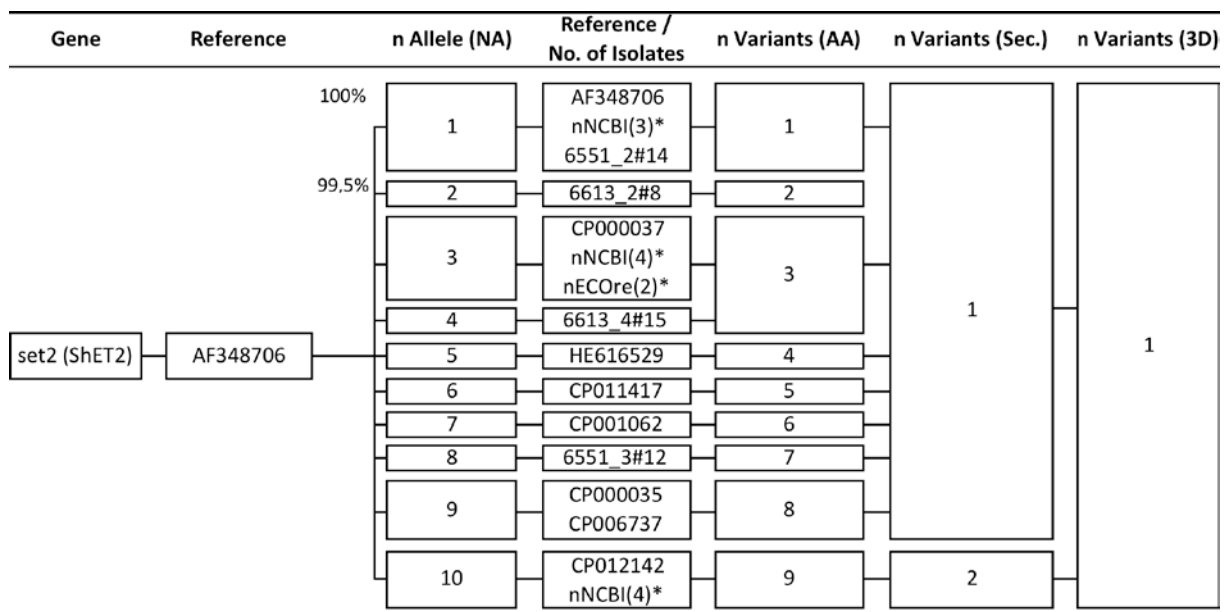 Gene Reference n Allele (NA) Reference / No. of Isolates n Variants (AA) n Variants (Sec.) n Variants (3D)
100%
1 AF348706 1
nNCBI(3)*
6551_2#14
99,5%
2 6613_2#8 2
3 CP000037 3
nNCBI(4)*
nECOre(2)*
4 6613_4#15
1
1
set2 (ShET2) AF348706 5 HE616529 4
6 CP011417 5
7 CP001062 6
8 6551_3#12 7
9 CP000035 8
CP006737
10 CP012142 9 2
nNCBI(4)*